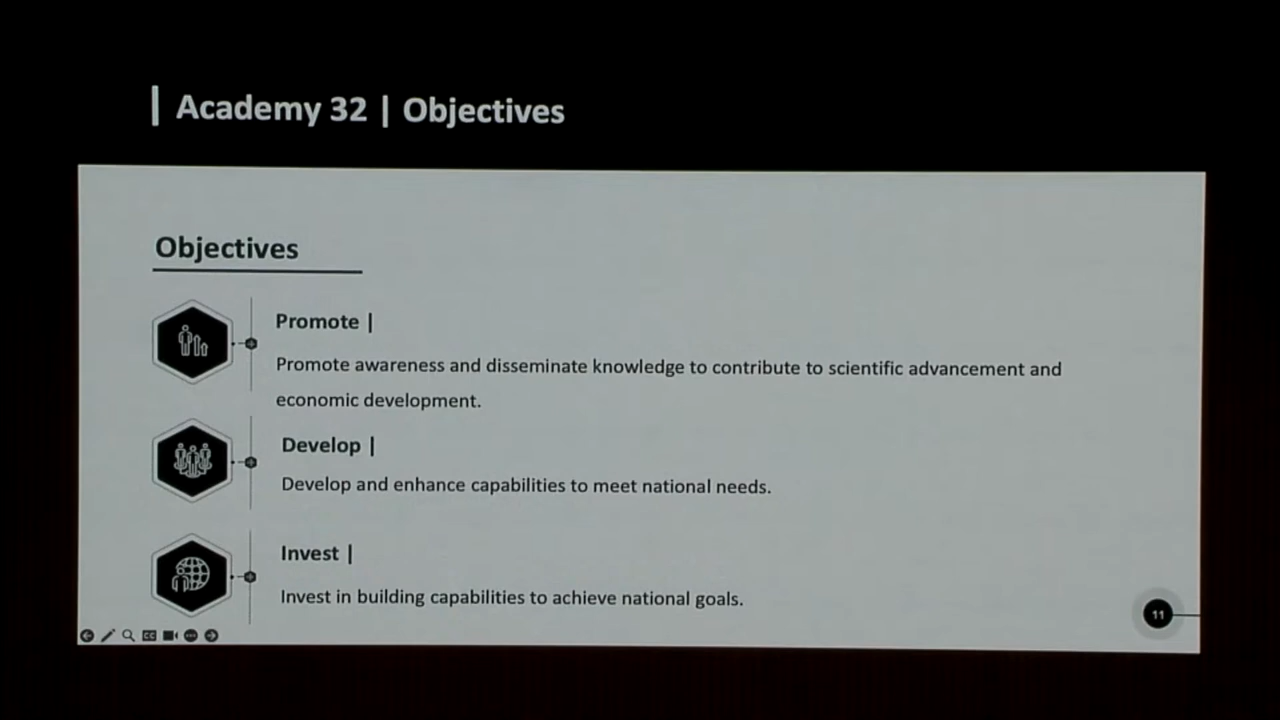 | Academy 32 | Objectives
Objectives
Promote |
Promote awareness and disseminate knowledge to contribute to scientific advancement and
economic development.
Develop |
Develop and enhance capabilities to meet national needs.
Invest |
Invest in building capabilities to achieve national goals.
11
CC